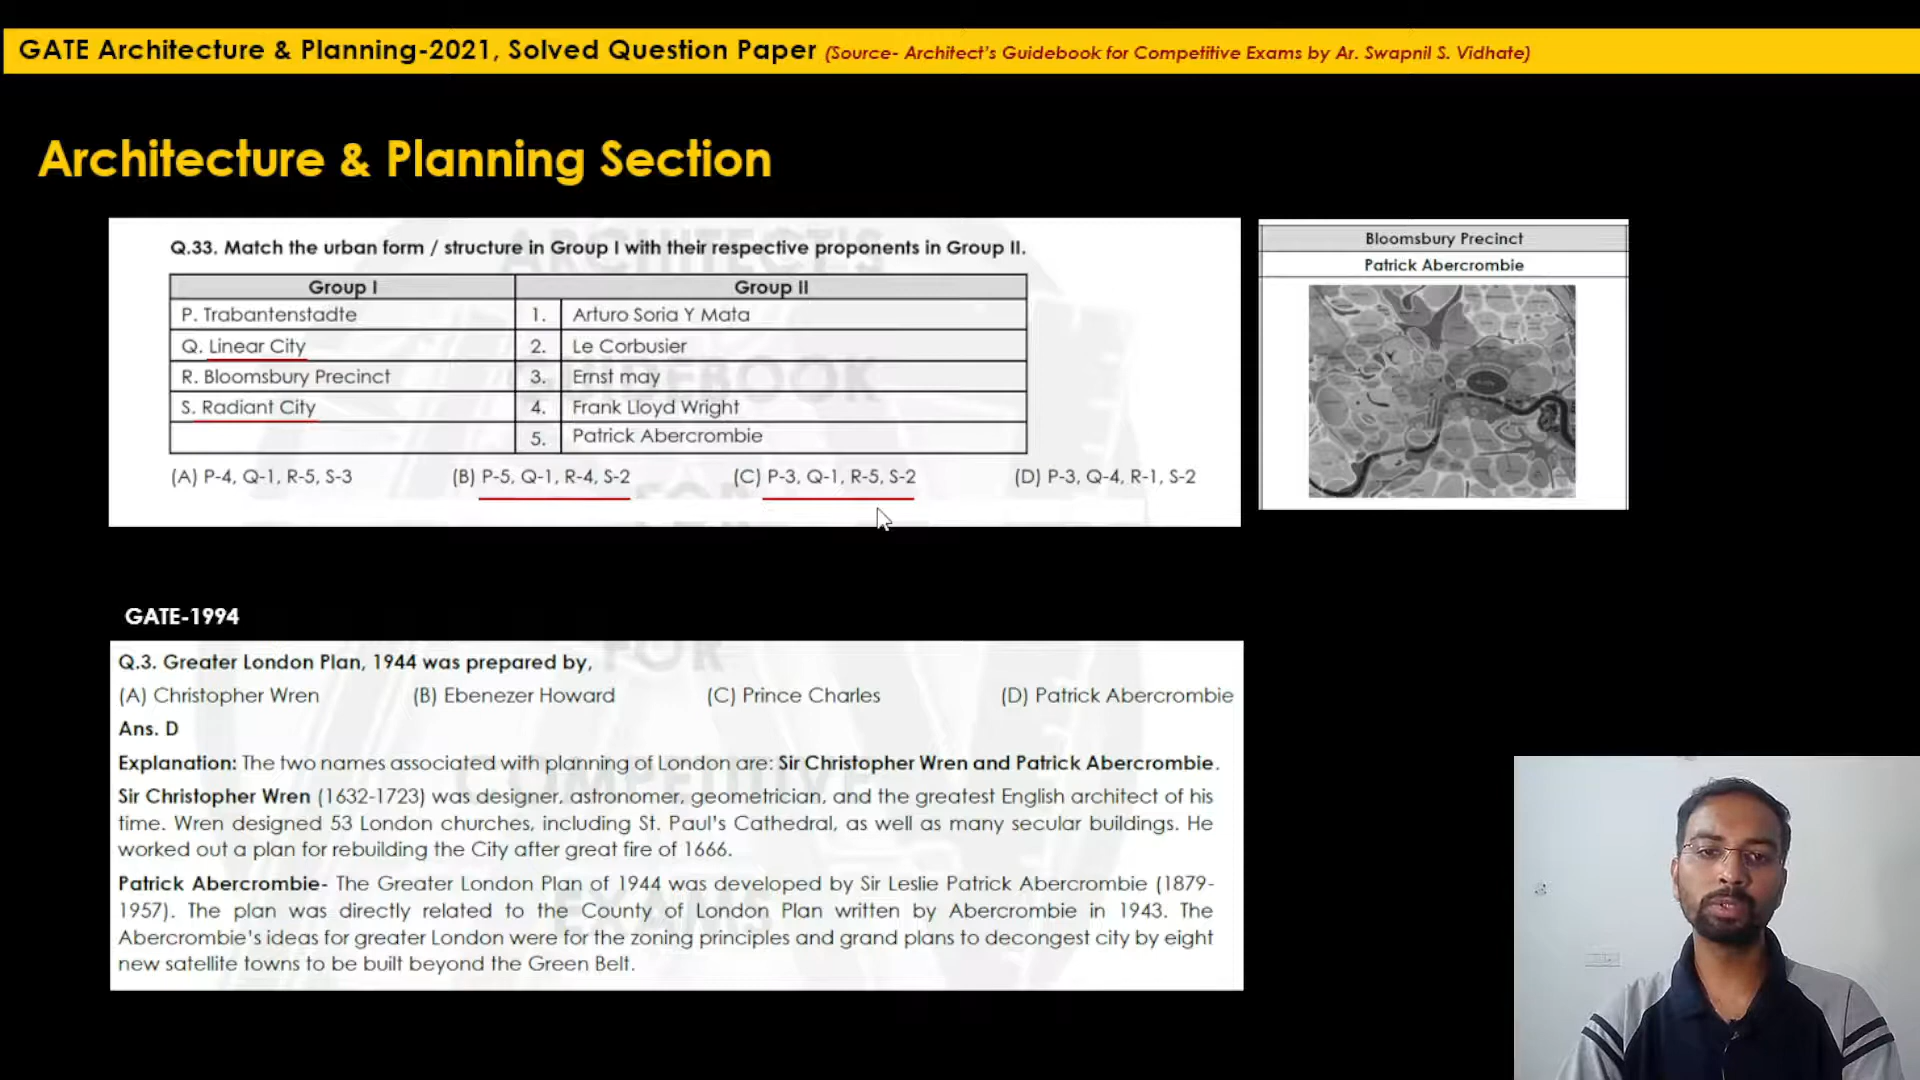 GATE Architecture & Planning-2021, Solved Question Paper (Source- Architect's Guidebook for Competitive Exams by Ar. Swapnil S. Vidhate)
Architecture & Planning Section
Q.33. Match the urban form / structure in Group I with their respective proponents in Group II.
Group I Group II
P. Trabantenstadte 1. Arturo Soria Y Mata
Q. Linear City 2. Le Corbusier
R. Bloomsbury Precinct 3. Ernst may
S. Radiant City 4. Frank Lloyd Wright
5. Patrick Abercrombie
(A) P-4, Q-1, R-5, S-3 (B) P-5, Q-1, R-4, S-2 (C) P-3, Q-1, R-5, S-2 (D) P-3, Q-4, R-1, S-2
Bloomsbury Precinct
Patrick Abercrombie
GATE-1994
Q.3. Greater London Plan, 1944 was prepared by,
(A) Christopher Wren (B) Ebenezer Howard (C) Prince Charles (D) Patrick Abercrombie
Ans. D
Explanation: The two names associated with planning of London are: Sir Christopher Wren and Patrick Abercrombie.
Sir Christopher Wren (1632-1723) was designer, astronomer, geometrician, and the greatest English architect of his
time. Wren designed 53 London churches, including St. Paul's Cathedral, as well as many secular buildings. He
worked out a plan for rebuilding the City after great fire of 1666.
Patrick Abercrombie- The Greater London Plan of 1944 was developed by Sir Leslie Patrick Abercrombie (1879-
1957). The plan was directly related to the County of London Plan written by Abercrombie in 1943. The
Abercrombie's ideas for greater London were for the zoning principles and grand plans to decongest city by eight
new satellite towns to be built beyond the Green Belt.
ARCHITECT'S
GUIDEBOOK
FOR
FOR
COMPETITIVE
EXAMS